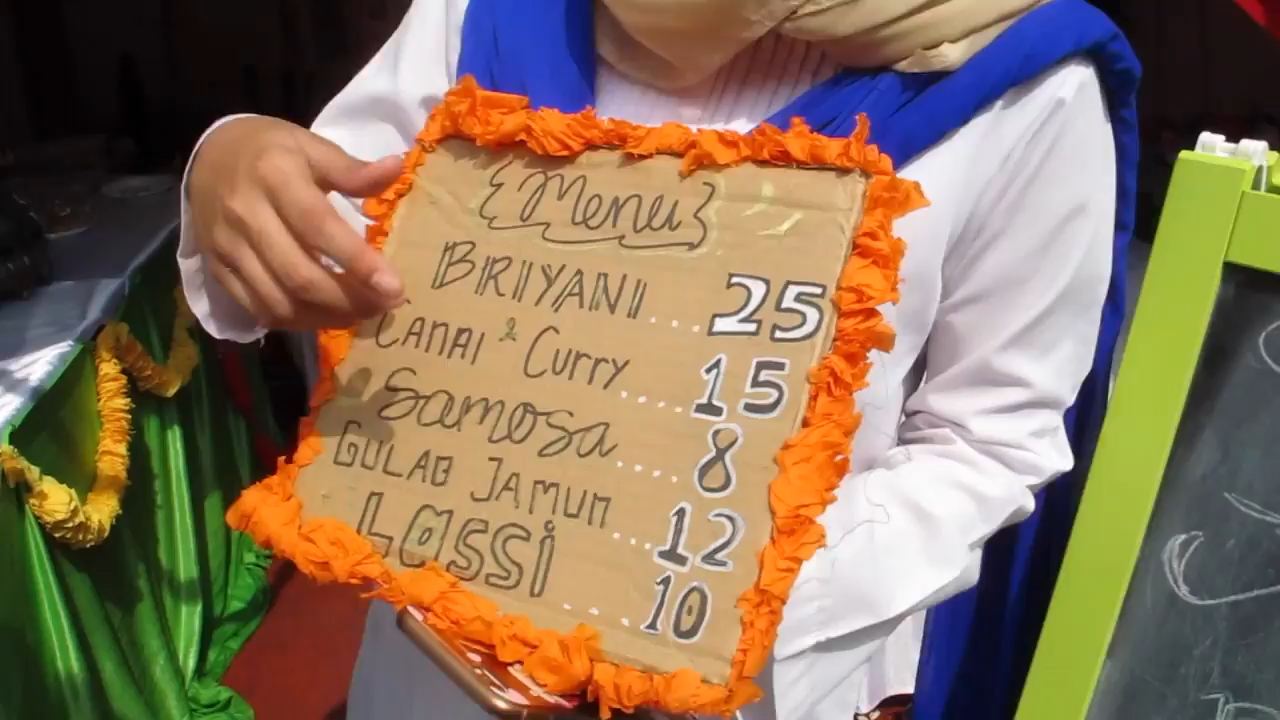 {Menu}
BRIYANI.... 25
CANAI & Curry..... 15
Samosa..... 8
GULAB JAMUN.... 12
Lassi... 10